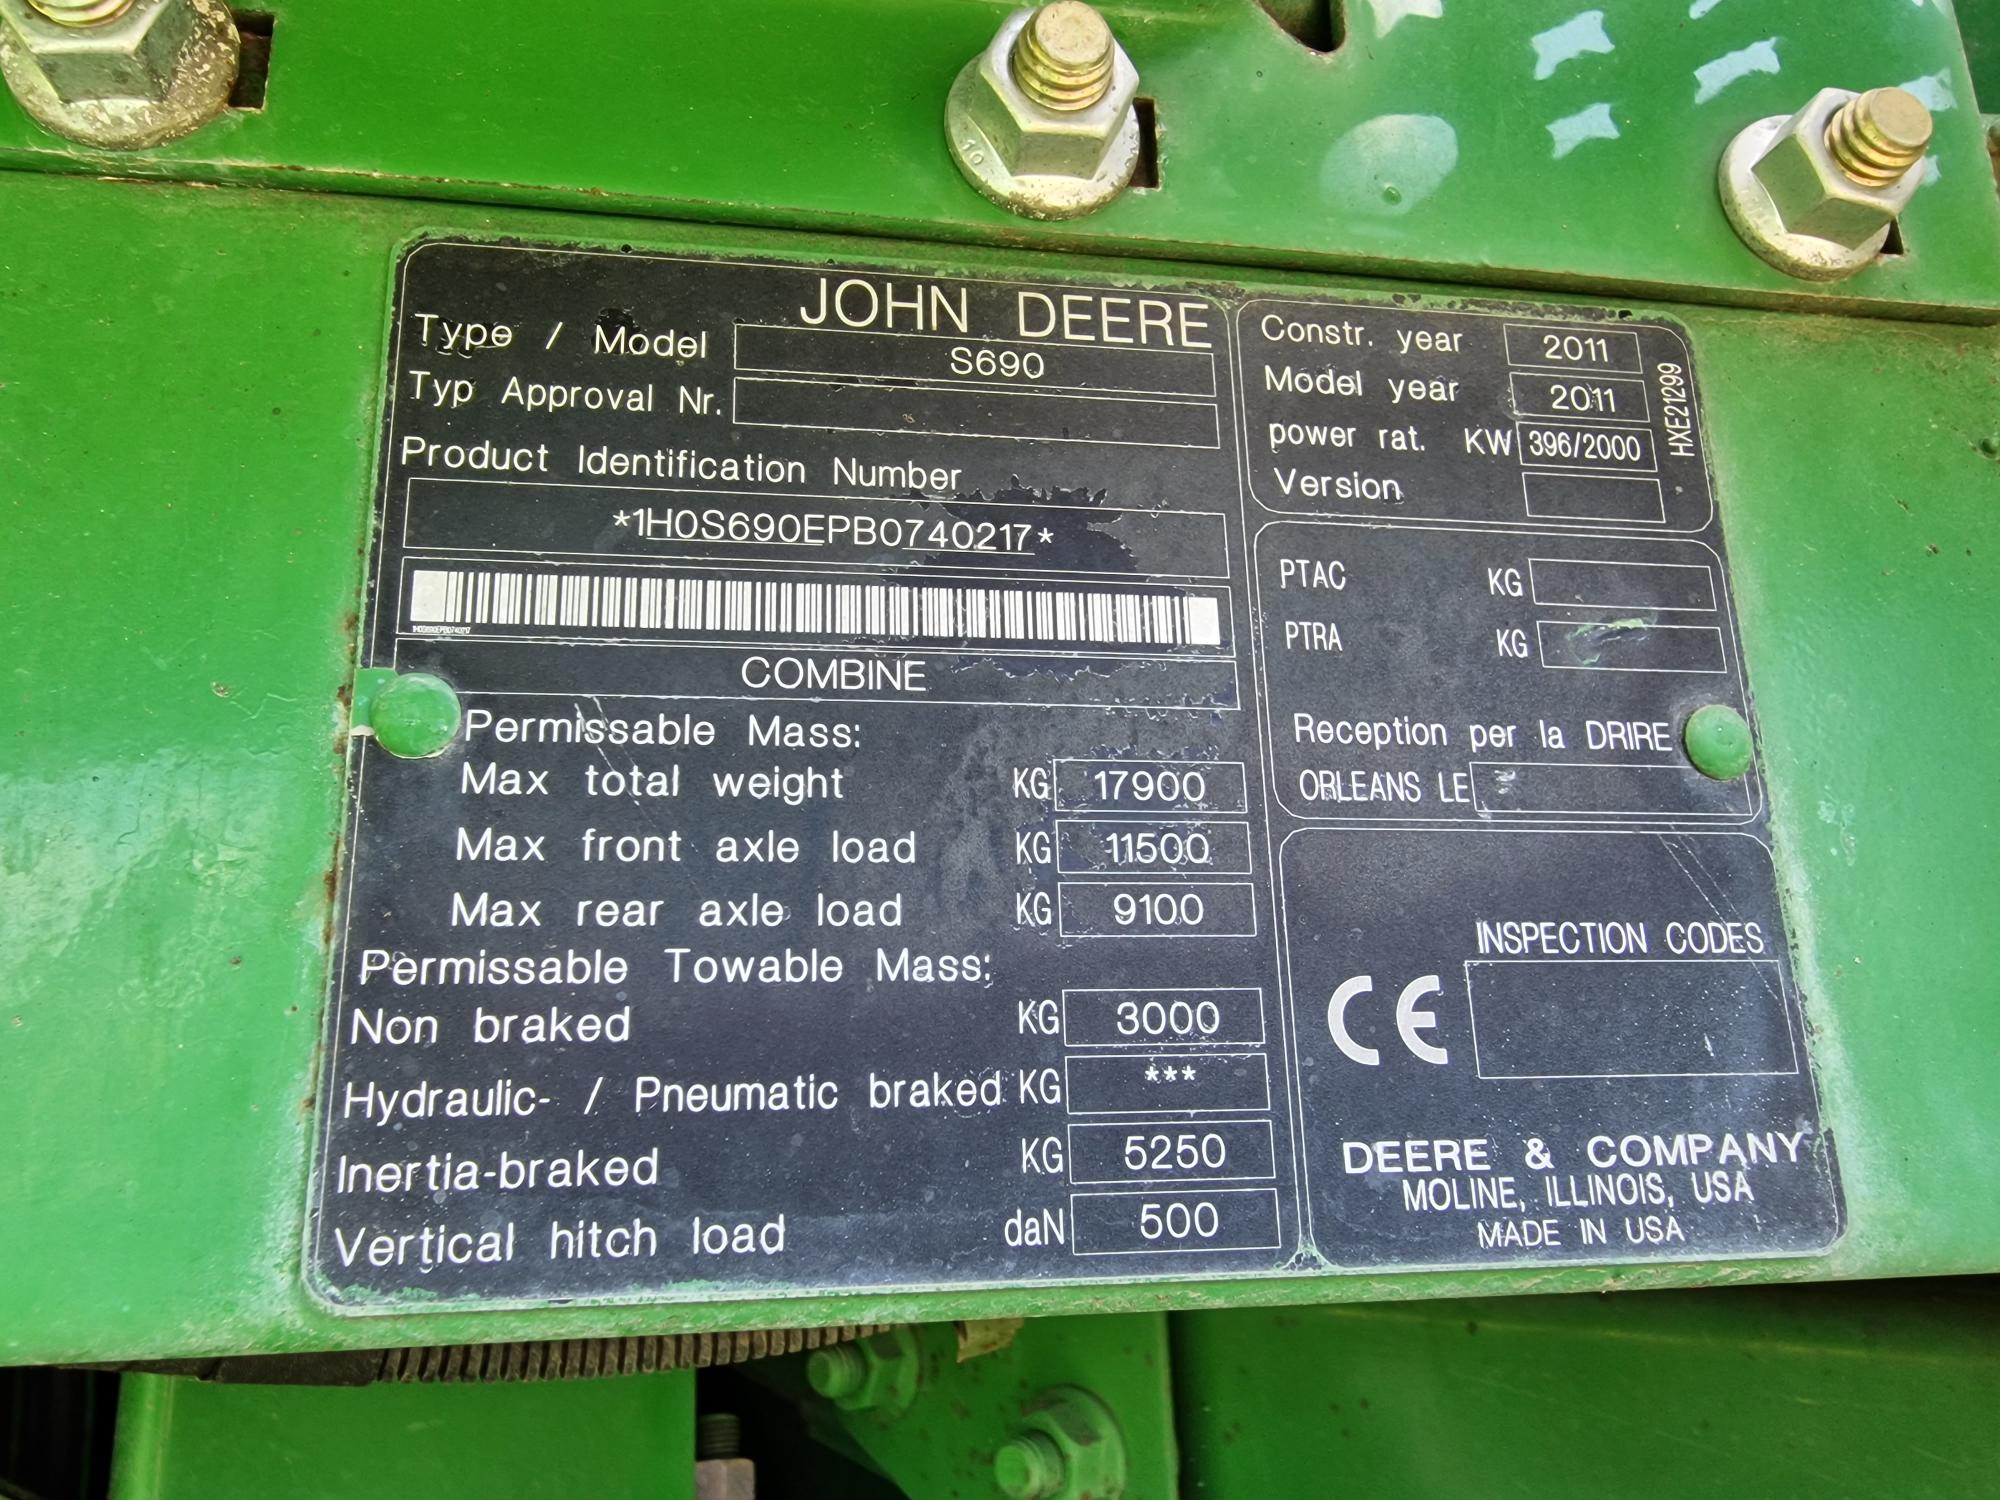 JOHN DEERE
Type / Model S690
Typ Approval Nr.
Product Identification Number
*1H0S690EPB0740217*
1H0S690EPB0740217
COMBINE
Permissable Mass:
Max total weight KG 17900
Max front axle load KG 11500
Max rear axle load KG 9100
Permissable Towable Mass:
Non braked KG 3000
Hydraulic- / Pneumatic braked KG ***
Inertia-braked KG 5250
Vertical hitch load daN 500
Constr. year 2011
Model year 2011
power rat. KW 396/2000
Version
HXE21299
PTAC KG
PTRA KG
Reception per la DRIRE
ORLEANS LE
INSPECTION CODES
CE
DEERE & COMPANY
MOLINE, ILLINOIS, USA
MADE IN USA
10